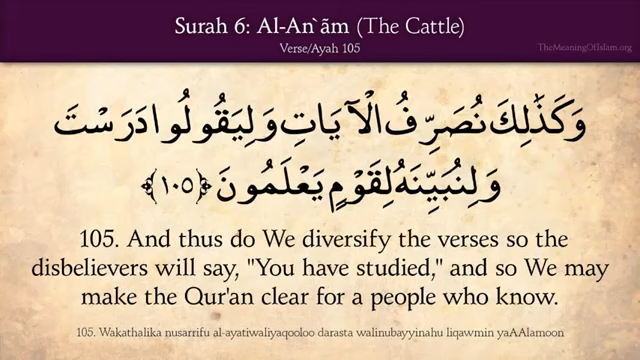 Surah 6: Al-An`ãm (The Cattle)
Verse/Ayah 105
TheMeaningOfIslam.org
وَكَذَٰلِكَ نُصَرِّفُ الْآيَاتِ وَلِيَقُولُوا دَرَسْتَ
وَلِنُبَيِّنَهُ لِقَوْمٍ يَعْلَمُونَ ﴿١٠٥﴾
105. And thus do We diversify the verses so the
disbelievers will say, "You have studied," and so We may
make the Qur'an clear for a people who know.
105. Wakathalika nusarrifu al-ayatiwaliyaqooloo darasta walinubayyinahu liqawmin yaAAlamoon